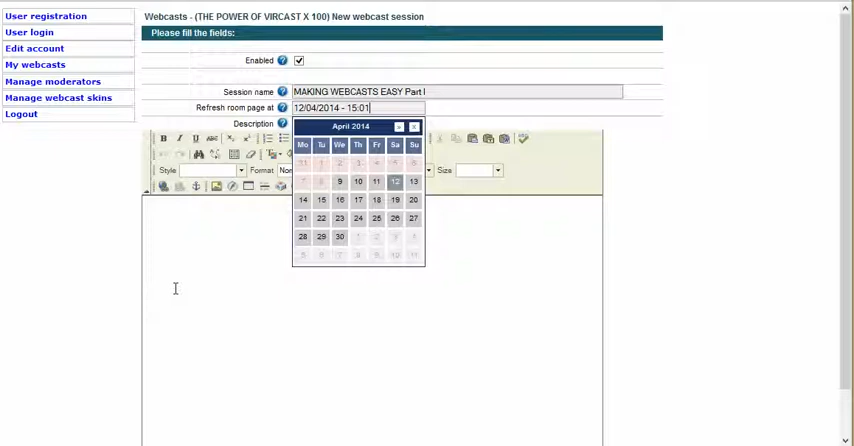 User registration
User login
Edit account
My webcasts
Manage moderators
Manage webcast skins
Logout
Webcasts - (THE POWER OF VIRCAST X 100) New webcast session
Please fill the fields:
Enabled ?
Session name ? MAKING WEBCASTS EASY Part I
Refresh room page at ? 12/04/2014 - 15:01
Description ?
April 2014 » x
Mo Tu We Th Fr Sa Su
31 1 2 3 4 5 6
7 8 9 10 11 12 13
14 15 16 17 18 19 20
21 22 23 24 25 26 27
28 29 30 1 2 3 4
5 6 7 8 9 10 11
B I U ABC
Style Format Size